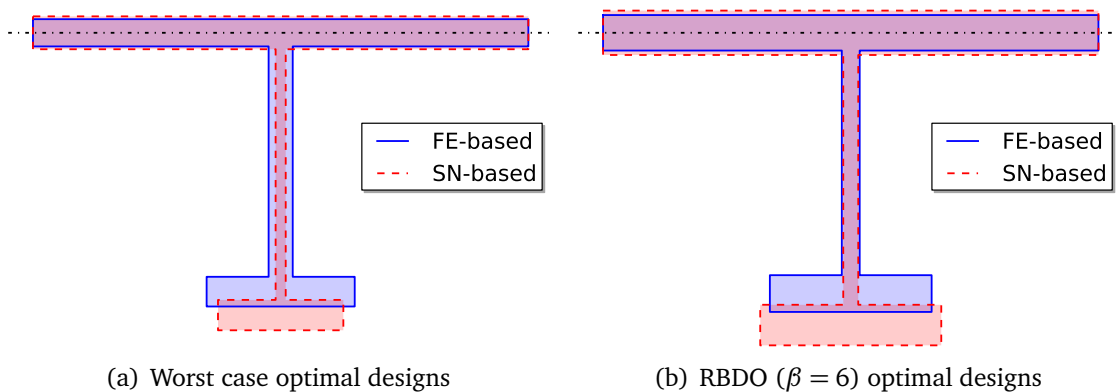 FE-based
SN-based
FE-based
SN-based
(a) Worst case optimal designs
(b) RBDO (β = 6) optimal designs